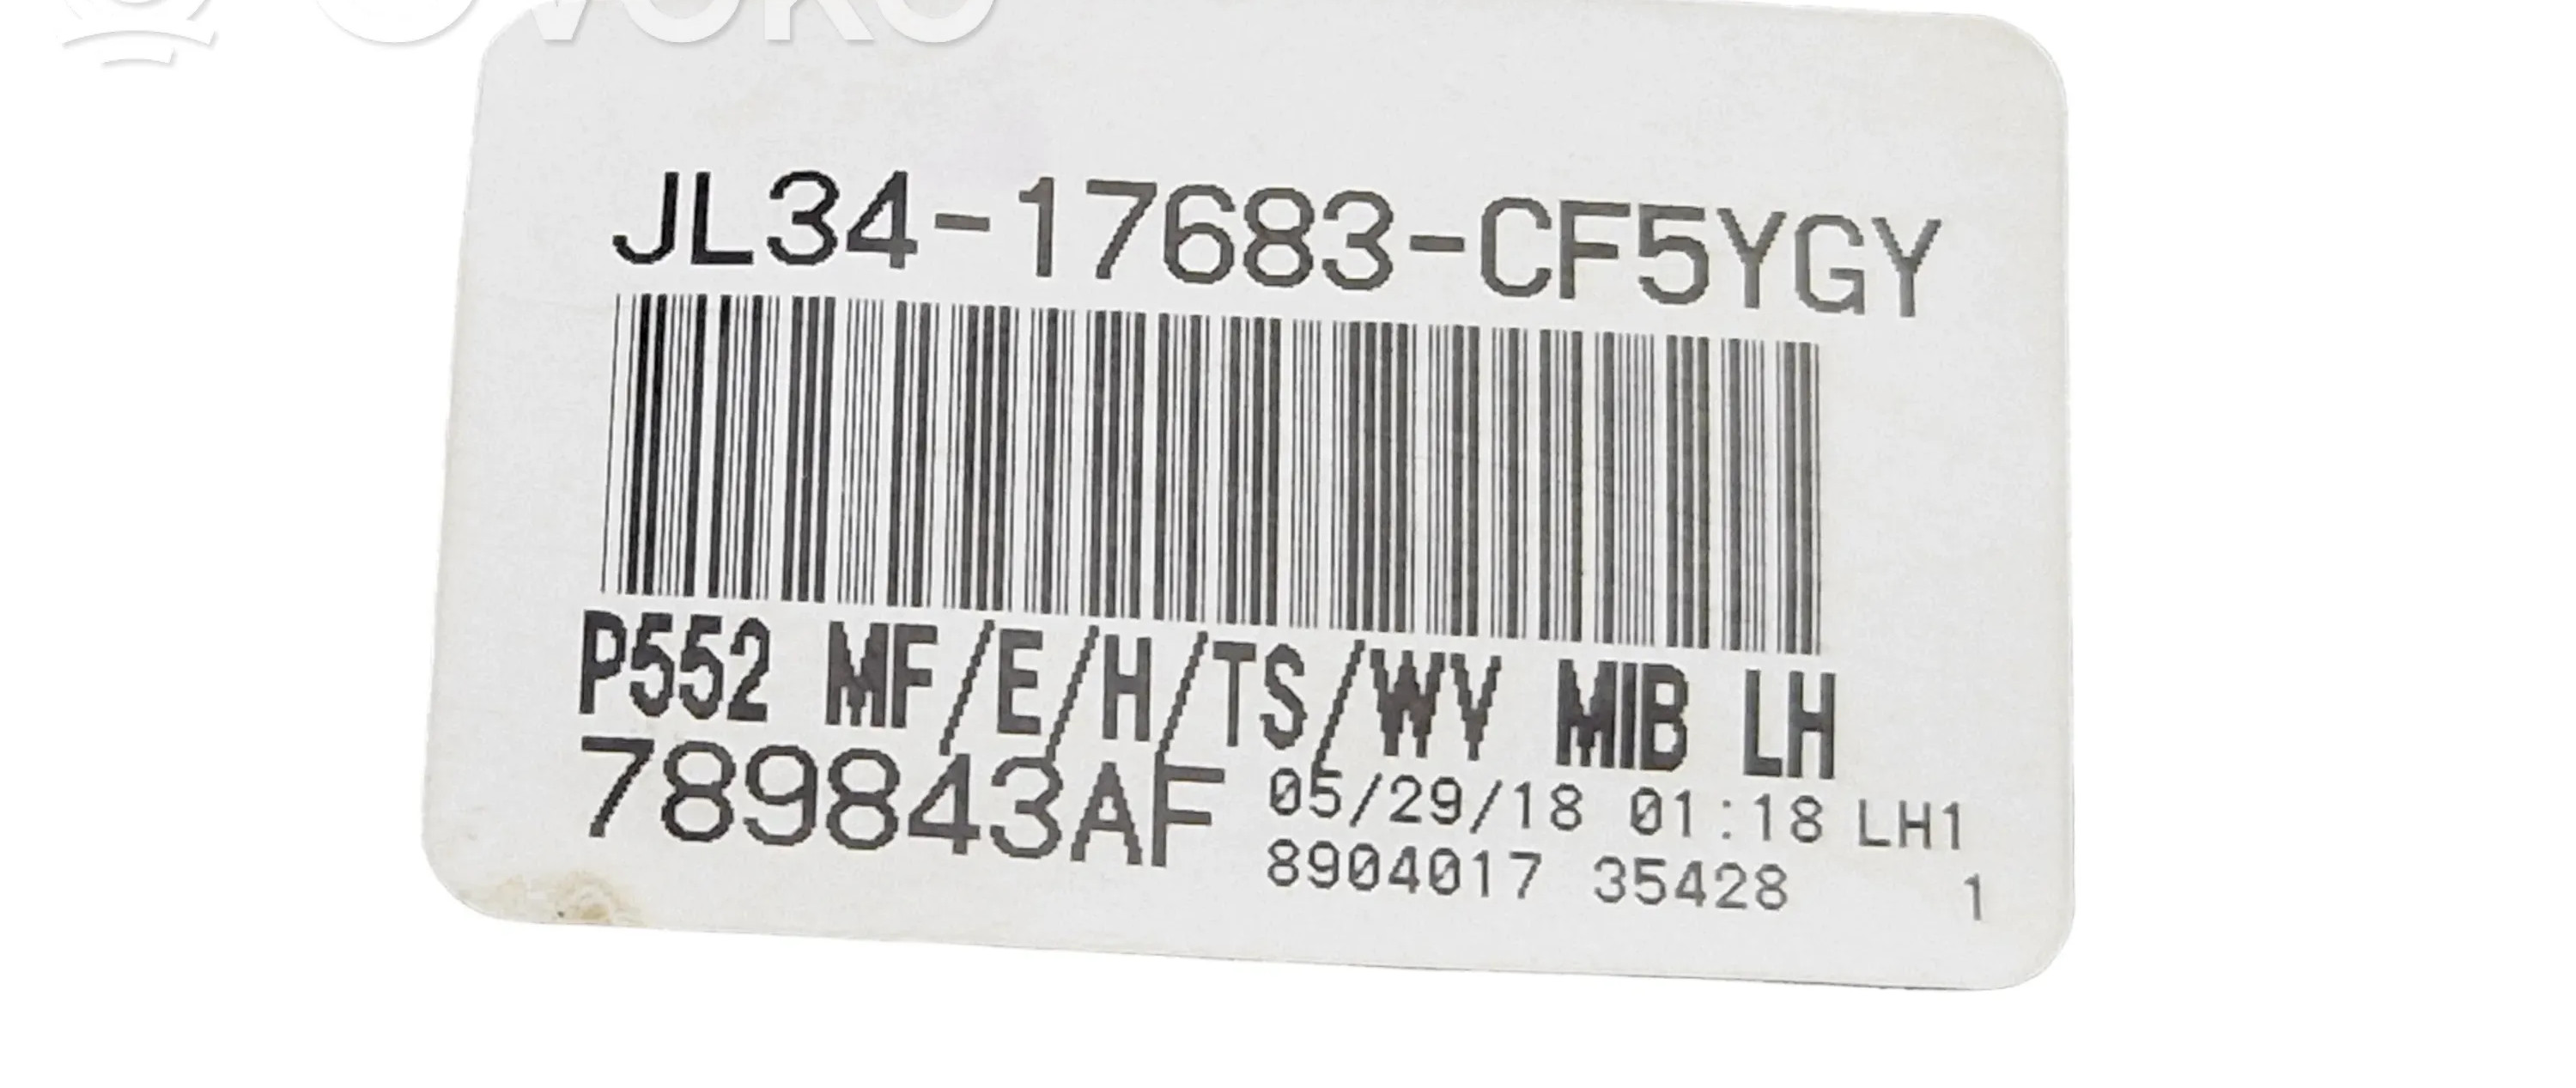 JL34-17683-CF5YGY
P552 MF/E/H/TS/WV MIB LH
789843AF 05/29/18 01:18 LH1
8904017 35428 1